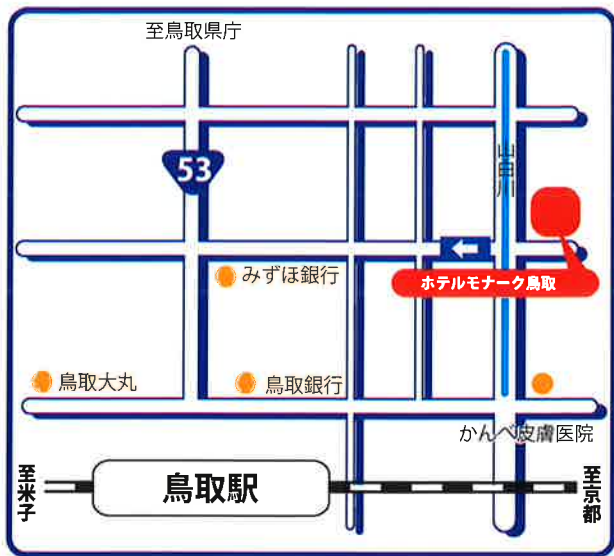 至鳥取県庁
53
山白川
みずほ銀行
ホテルモナーク鳥取
鳥取大丸
鳥取銀行
かんべ皮膚医院
至米子
鳥取駅
至京都